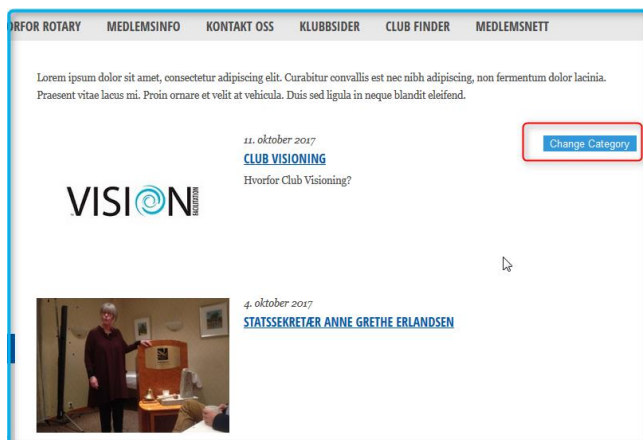 RFOR ROTARY MEDLEMSINFO KONTAKT OSS KLUBBSIDER CLUB FINDER MEDLEMSNETT
Lorem ipsum dolor sit amet, consectetur adipiscing elit. Curabitur convallis est nec nibh adipiscing, non fermentum dolor lacinia.
Praesent vitae lacus mi. Proin ornare et velit at vehicula. Duis sed ligula in neque blandit eleifend.
11. oktober 2017
Change Category
CLUB VISIONING
Hvorfor Club Visioning?
VISION
FACILITATION
4. oktober 2017
STATSSEKRETÆR ANNE GRETHE ERLANDSEN